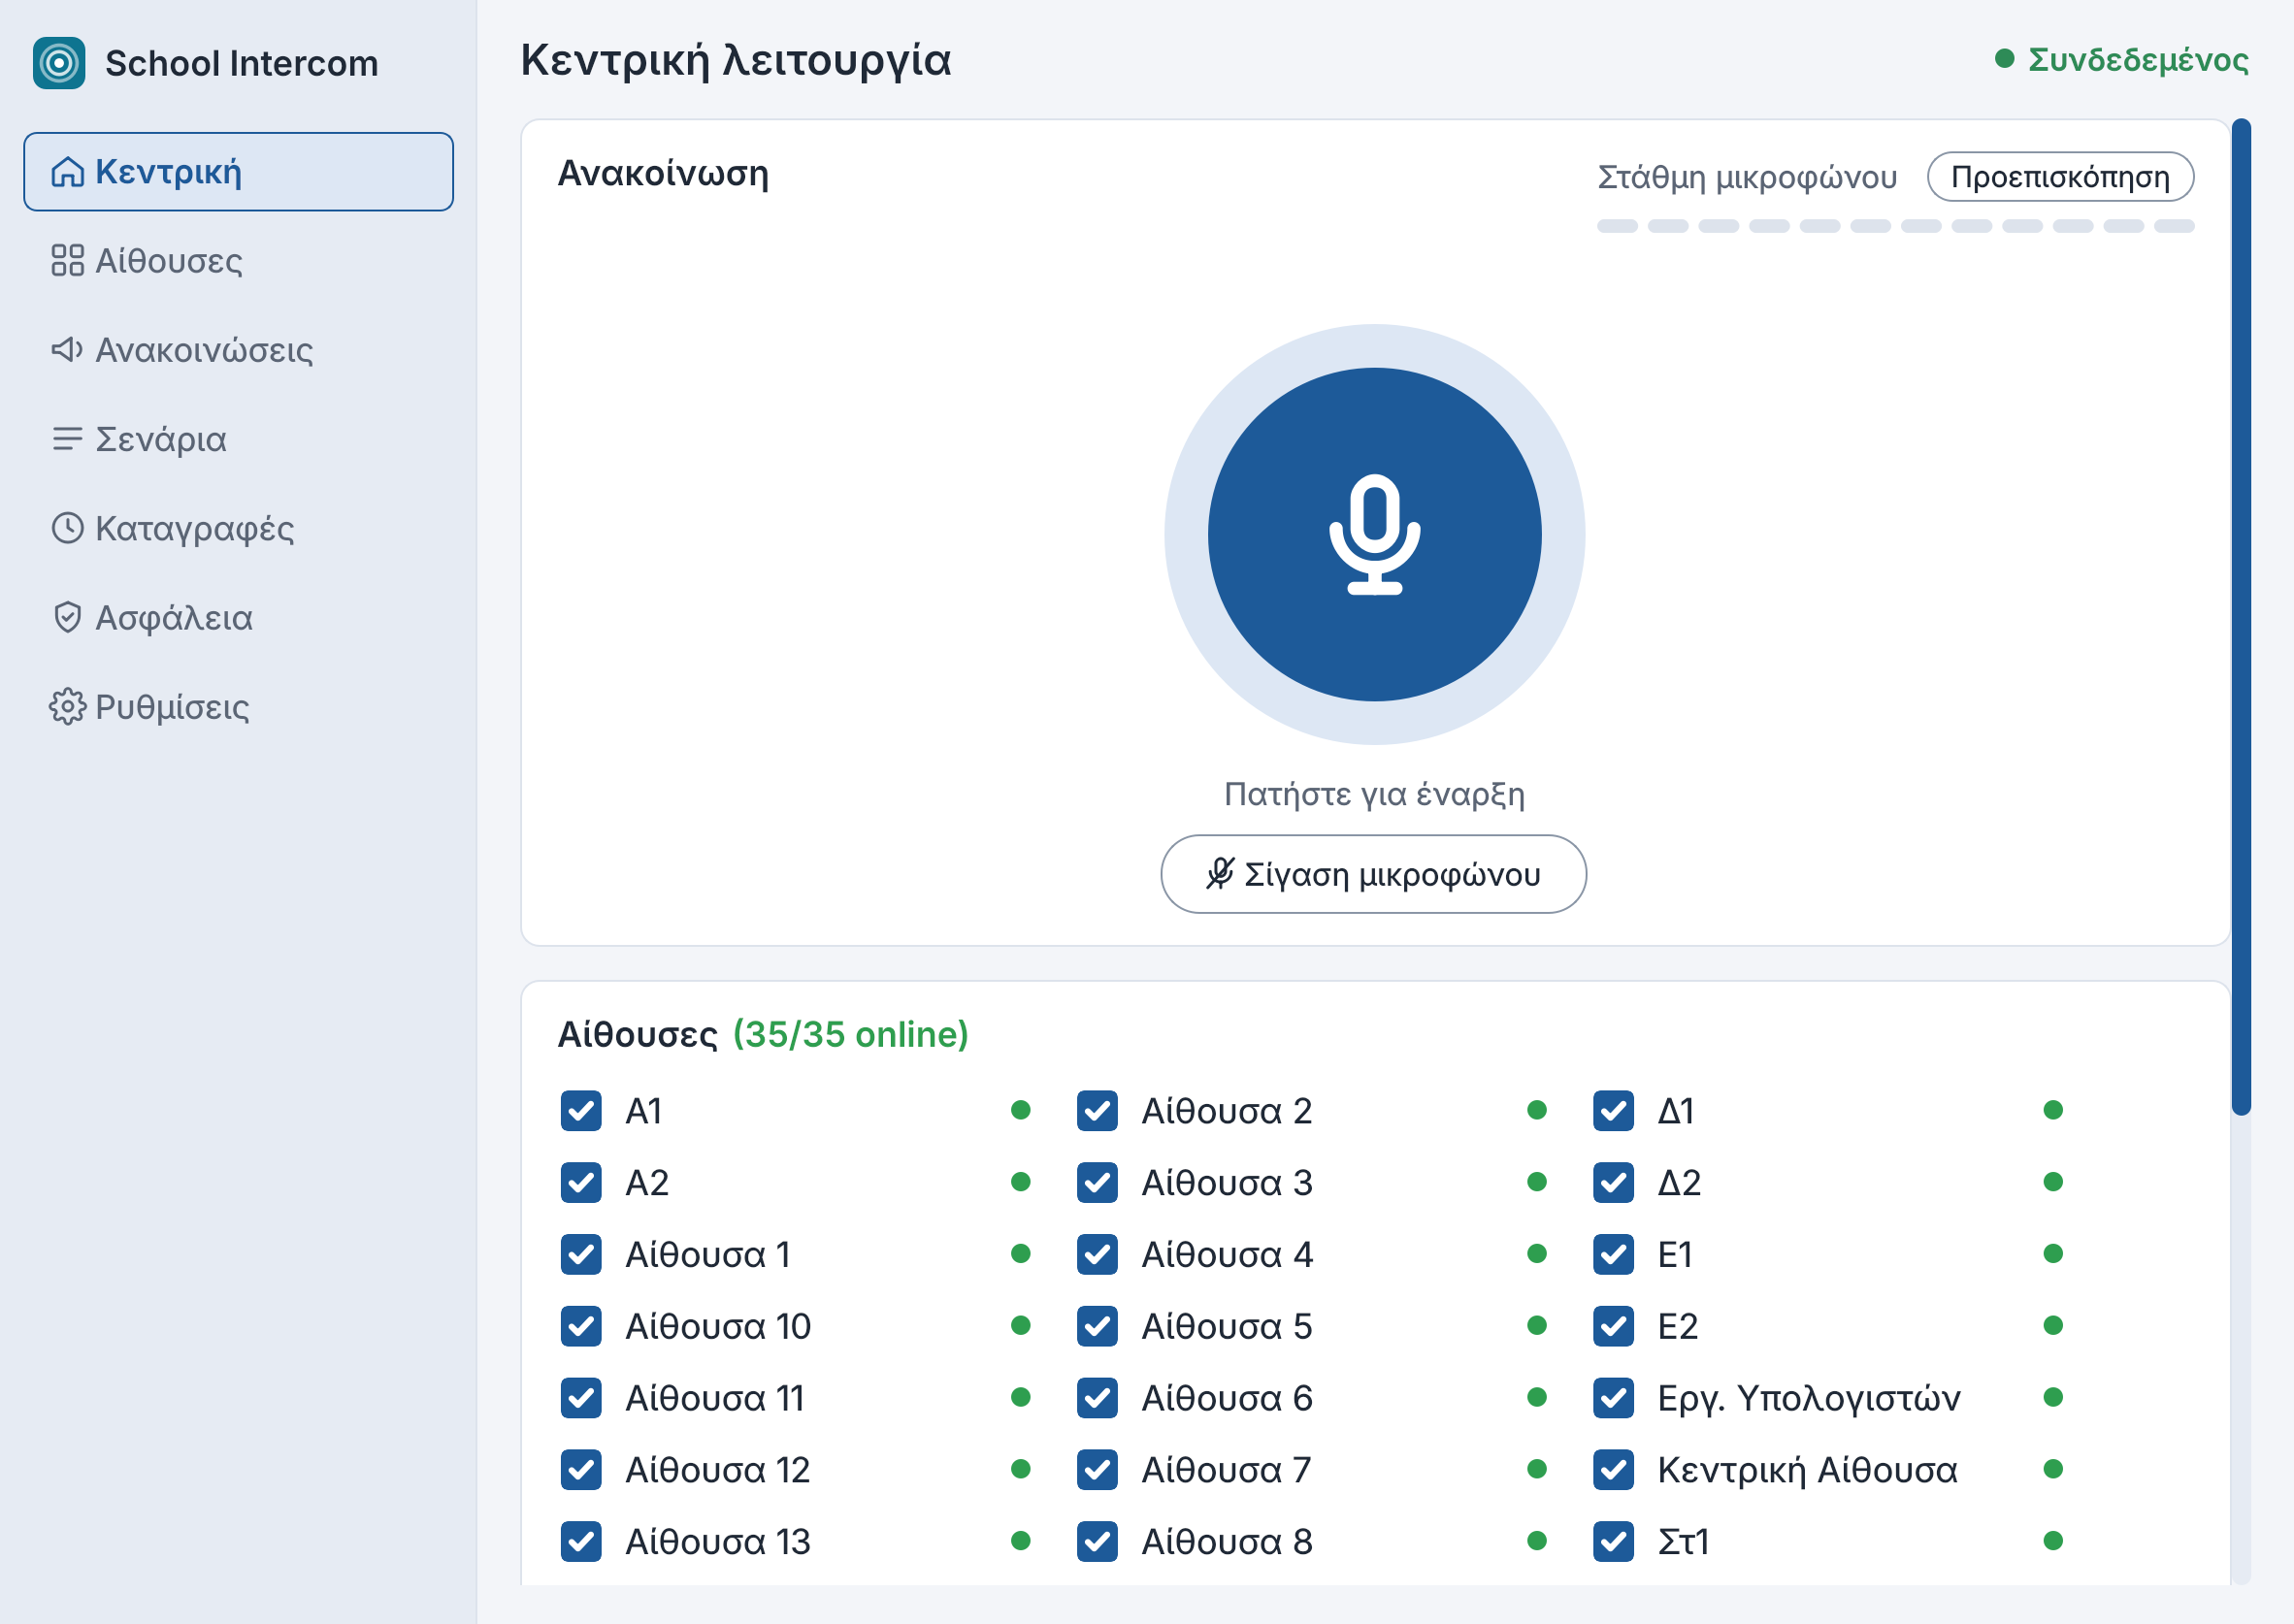 School Intercom
Κεντρική
Αίθουσες
Ανακοινώσεις
Σενάρια
Καταγραφές
Ασφάλεια
Ρυθμίσεις
Κεντρική λειτουργία
Συνδεδεμένος
Ανακοίνωση
Στάθμη μικροφώνου
Προεπισκόπηση
Πατήστε για έναρξη
Σίγαση μικροφώνου
Αίθουσες (35/35 online)
Α1
Α2
Αίθουσα 1
Αίθουσα 10
Αίθουσα 11
Αίθουσα 12
Αίθουσα 13
Αίθουσα 2
Αίθουσα 3
Αίθουσα 4
Αίθουσα 5
Αίθουσα 6
Αίθουσα 7
Αίθουσα 8
Δ1
Δ2
Ε1
Ε2
Εργ. Υπολογιστών
Κεντρική Αίθουσα
Στ1